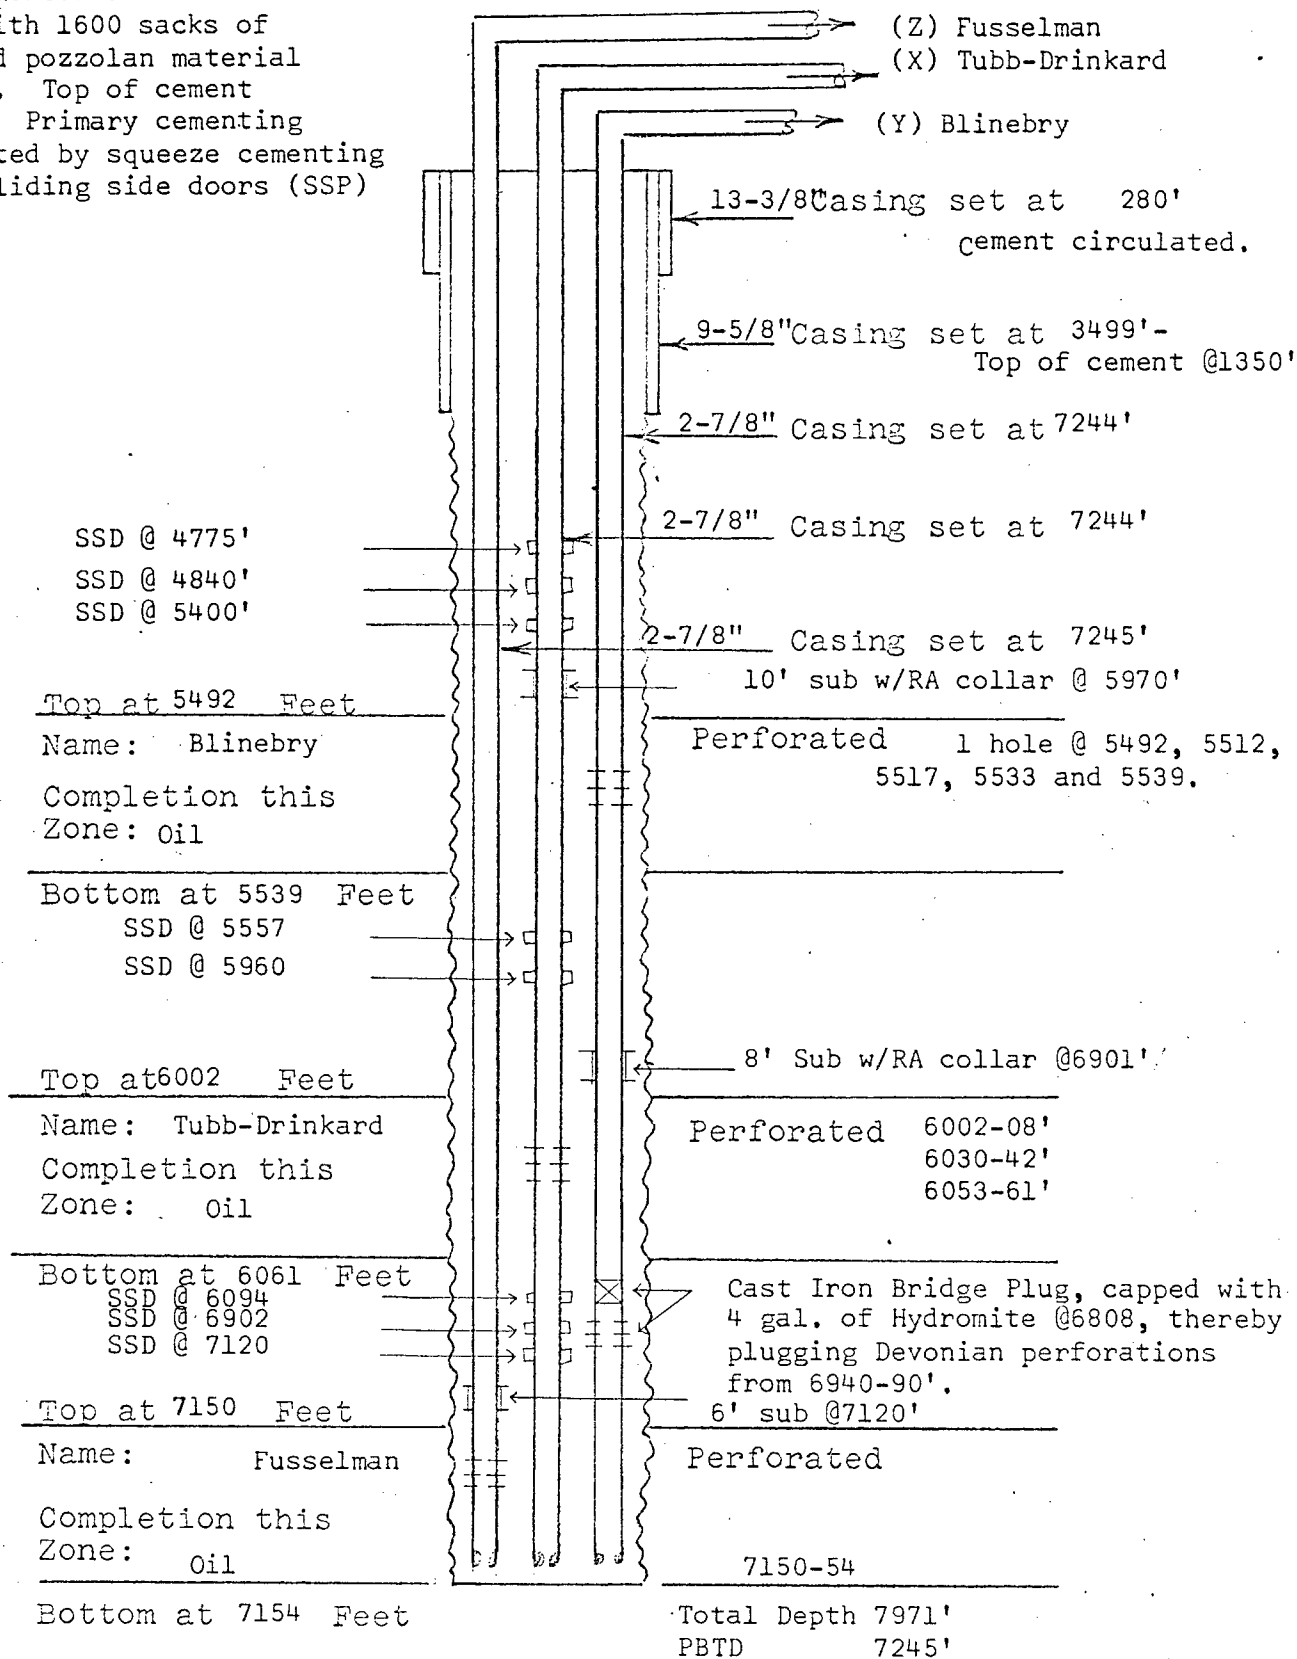 with 1600 sacks of
pozzolan material
Top of cement
Primary cementing
by squeeze cementing
sliding side doors (SSP)
(Z) Fusselman
(X) Tubb-Drinkard
(Y) Blinebry
13-3/8" Casing set at 280'
cement circulated.
9-5/8" Casing set at 3499'-
Top of cement @1350'
2-7/8" Casing set at 7244'
2-7/8" Casing set at 7244'
2-7/8" Casing set at 7245'
10' sub w/RA collar @ 5970'
SSD @ 4775'
SSD @ 4840'
SSD @ 5400'
Top at 5492 Feet
Name: Blinebry
Completion this
Zone: Oil
Perforated 1 hole @ 5492, 5512,
5517, 5533 and 5539.
Bottom at 5539 Feet
SSD @ 5557
SSD @ 5960
8' Sub w/RA collar @6901'
Top at 6002 Feet
Name: Tubb-Drinkard
Completion this
Zone: Oil
Perforated 6002-08'
6030-42'
6053-61'
Bottom at 6061 Feet
SSD @ 6094
SSD @ 6902
SSD @ 7120
Cast Iron Bridge Plug, capped with
4 gal. of Hydromite @6808, thereby
plugging Devonian perforations
from 6940-90'.
6' sub @7120'
Top at 7150 Feet
Name: Fusselman
Completion this
Zone: Oil
Perforated
7150-54
Bottom at 7154 Feet
Total Depth 7971'
PBTD 7245'